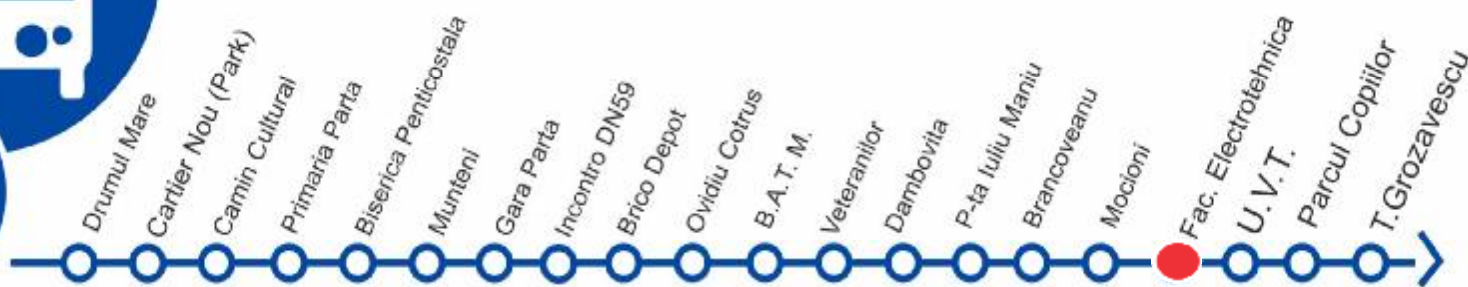 Drumul Mare
Cartier Nou (Park)
Camin Cultural
Primaria Parta
Biserica Penticostala
Munteni
Gara Parta
Incontro DN59
Brico Depot
Ovidiu Cotrus
B.A.T.M.
Veteranilor
Dambovita
P-ta Iuliu Maniu
Brancoveanu
Mocioni
Fac. Electrotehnica
U.V.T.
Parcul Copiilor
T.Grozavescu